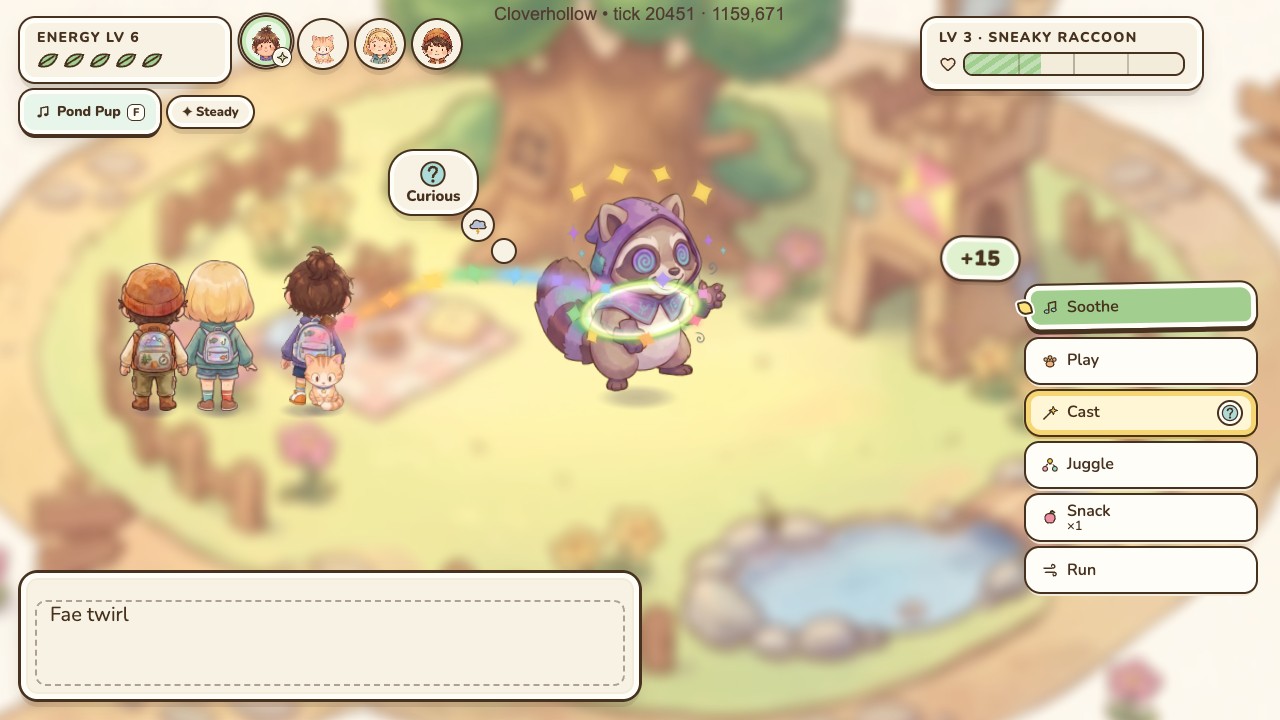 Cloverhollow • tick 20451 · 1159,671
ENERGY LV 6
LV 3 · SNEAKY RACCOON
Pond Pup F
Steady
? Curious
+15
Soothe
Play
Cast ?
Juggle
Snack
×1
Run
Fae twirl